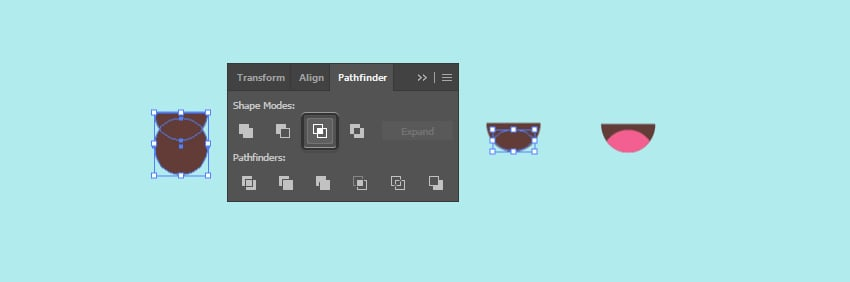 Transform Align Pathfinder
Shape Modes:
Expand
Pathfinders: